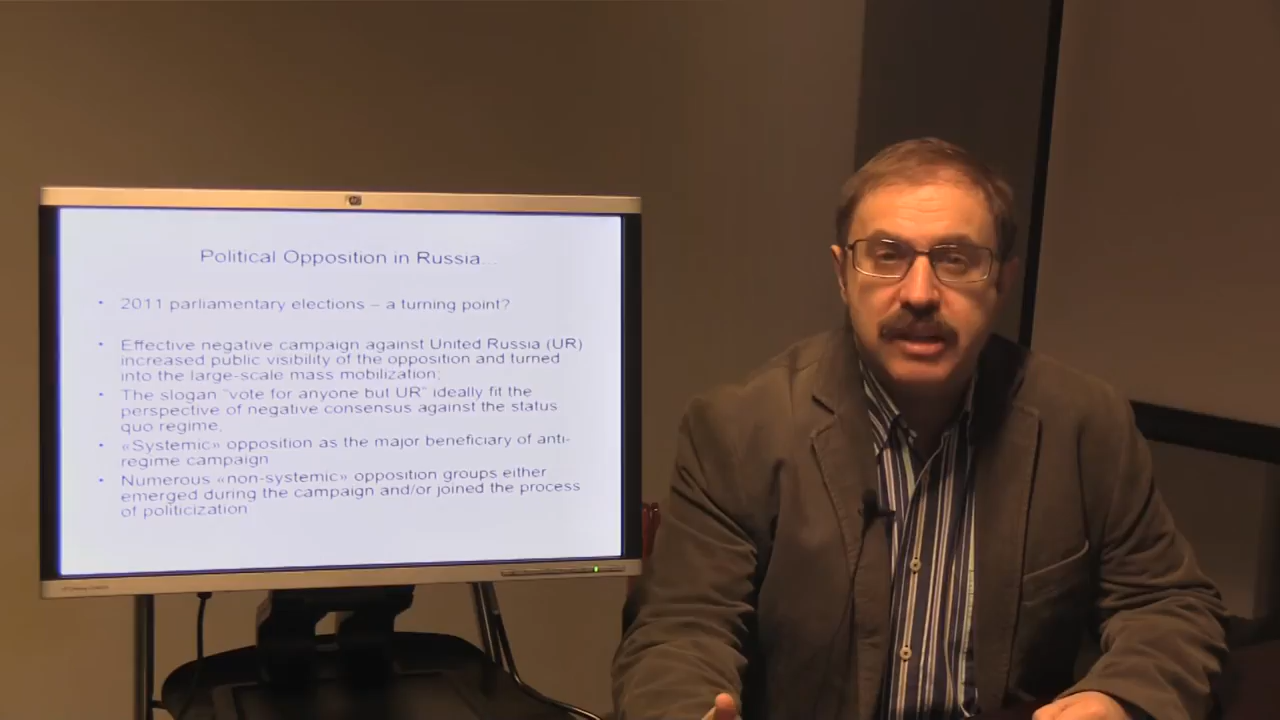 Political Opposition in Russia...
• 2011 parliamentary elections – a turning point?
• Effective negative campaign against United Russia (UR)
increased public visibility of the opposition and turned
into the large-scale mass mobilization;
• The slogan "vote for anyone but UR" ideally fit the
perspective of negative consensus against the status
quo regime,
• «Systemic» opposition as the major beneficiary of anti-
regime campaign
• Numerous «non-systemic» opposition groups either
emerged during the campaign and/or joined the process
of politicization
hp